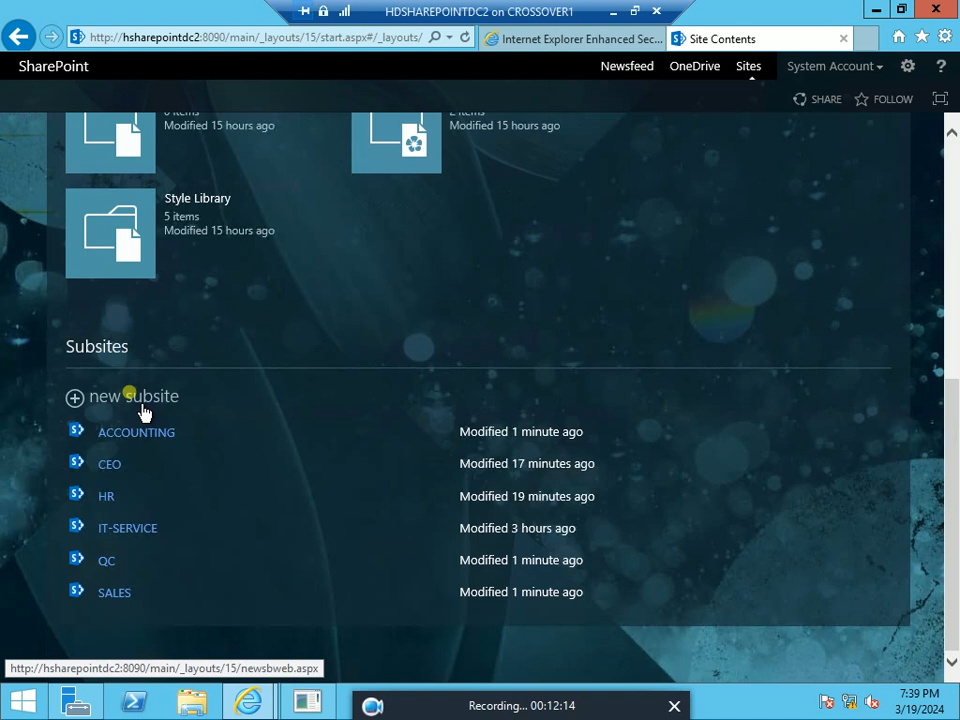 HDSHAREPOINTDC2 on CROSSOVER1
http://hsharepointdc2:8090/main/_layouts/15/start.aspx#/_layouts/
Internet Explorer Enhanced Sec...
Site Contents
SharePoint
Newsfeed
OneDrive
Sites
System Account
?
SHARE
FOLLOW
Modified 15 hours ago
Modified 15 hours ago
Style Library
5 items
Modified 15 hours ago
Subsites
new subsite
ACCOUNTING Modified 1 minute ago
CEO Modified 17 minutes ago
HR Modified 19 minutes ago
IT-SERVICE Modified 3 hours ago
QC Modified 1 minute ago
SALES Modified 1 minute ago
http://hsharepointdc2:8090/main/_layouts/15/newsbweb.aspx
Recording... 00:12:14
7:39 PM
3/19/2024